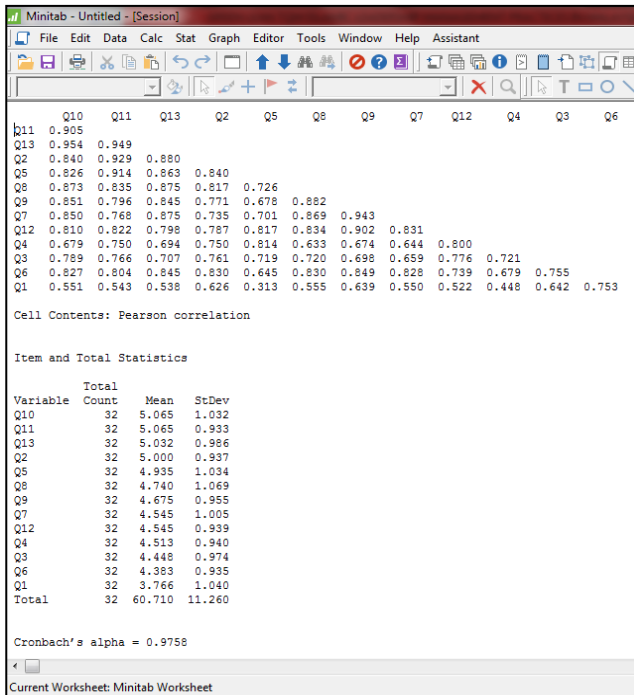 Minitab - Untitled - [Session]
File Edit Data Calc Stat Graph Editor Tools Window Help Assistant
Q10 Q11 Q13 Q2 Q5 Q8 Q9 Q7 Q12 Q4 Q3 Q6
Q11 0.905
Q13 0.954 0.949
Q2 0.840 0.929 0.880
Q5 0.826 0.914 0.863 0.840
Q8 0.873 0.835 0.875 0.817 0.726
Q9 0.851 0.796 0.845 0.771 0.678 0.882
Q7 0.850 0.768 0.875 0.735 0.701 0.869 0.943
Q12 0.810 0.822 0.798 0.787 0.817 0.834 0.902 0.831
Q4 0.679 0.750 0.694 0.750 0.814 0.633 0.674 0.644 0.800
Q3 0.789 0.766 0.707 0.761 0.719 0.720 0.698 0.659 0.776 0.721
Q6 0.827 0.804 0.845 0.830 0.645 0.830 0.849 0.828 0.739 0.679 0.755
Q1 0.551 0.543 0.538 0.626 0.313 0.555 0.639 0.550 0.522 0.448 0.642 0.753
Cell Contents: Pearson correlation
Item and Total Statistics
Total
Variable Count Mean StDev
Q10 32 5.065 1.032
Q11 32 5.065 0.933
Q13 32 5.032 0.986
Q2 32 5.000 0.937
Q5 32 4.935 1.034
Q8 32 4.740 1.069
Q9 32 4.675 0.955
Q7 32 4.545 1.005
Q12 32 4.545 0.939
Q4 32 4.513 0.940
Q3 32 4.448 0.974
Q6 32 4.383 0.935
Q1 32 3.766 1.040
Total 32 60.710 11.260
Cronbach's alpha = 0.9758
Current Worksheet: Minitab Worksheet